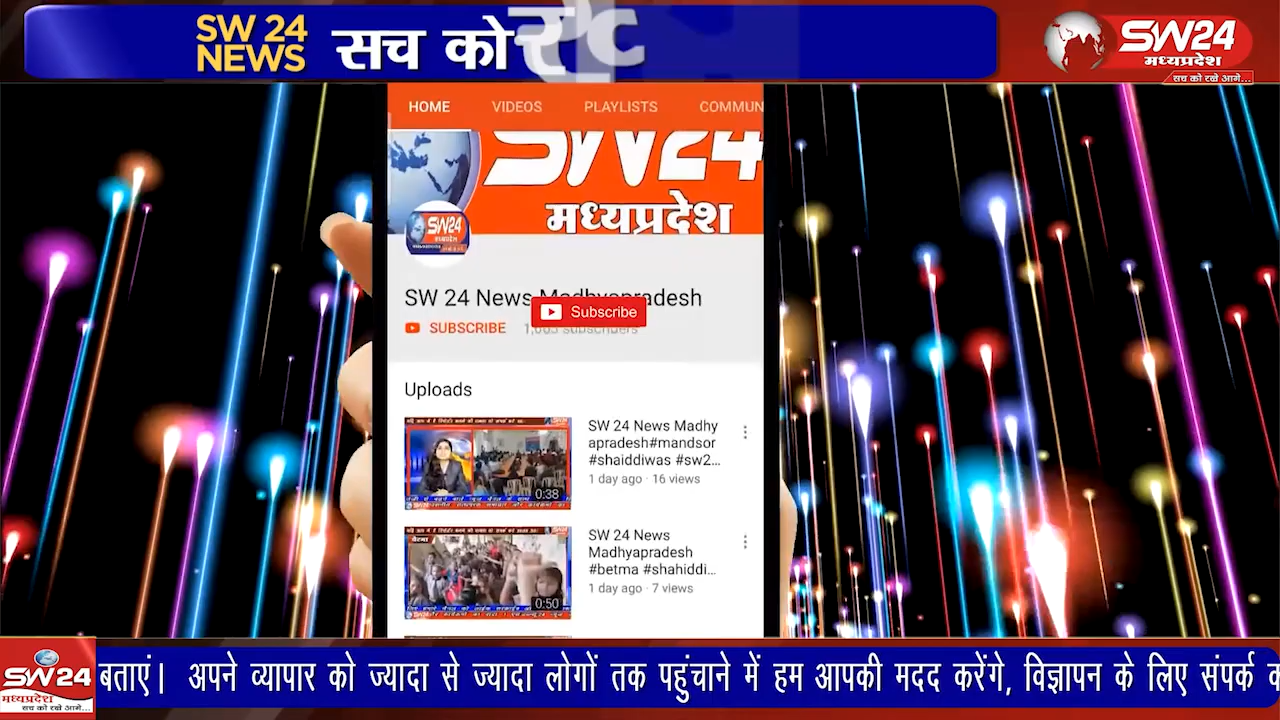 SW 24
NEWS
सच को
SW24
मध्यप्रदेश
सच को रखे आगे...
HOME VIDEOS PLAYLISTS COMMUN
SW24
मध्यप्रदेश
SW24
SW 24 News Madhyapradesh
Subscribe
SUBSCRIBE subscribers
Uploads
SW 24 News Madhy
apradesh#mandsor
#shaiddiwas #sw2...
1 day ago · 16 views
0:38
SW 24 News
Madhyapradesh
#betma #shahiddi...
1 day ago · 7 views
0:50
SW24
मध्यप्रदेश
सच को रखे आगे...
बताएं। अपने व्यापार को ज्यादा से ज्यादा लोगों तक पहुंचाने में हम आपकी मदद करेंगे, विज्ञापन के लिए संपर्क